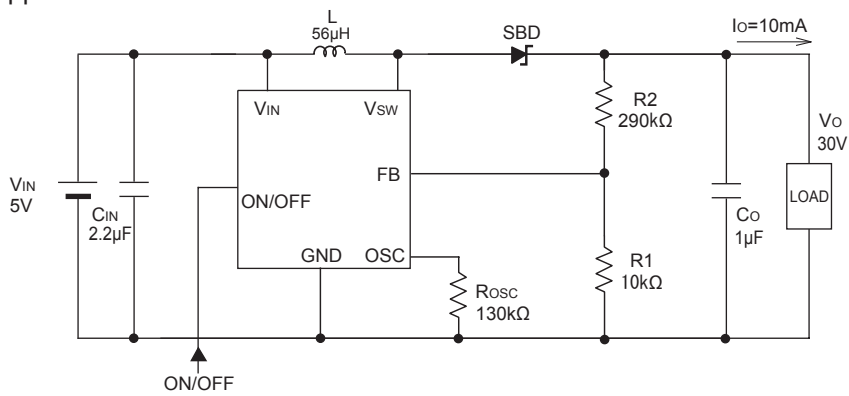 L
56μH
SBD
IO=10mA
VIN
VSW
R2
290kΩ
VO
30V
FB
VIN
5V
CIN
2.2μF
ON/OFF
LOAD
CO
1μF
GND
OSC
R1
10kΩ
ROSC
130kΩ
ON/OFF